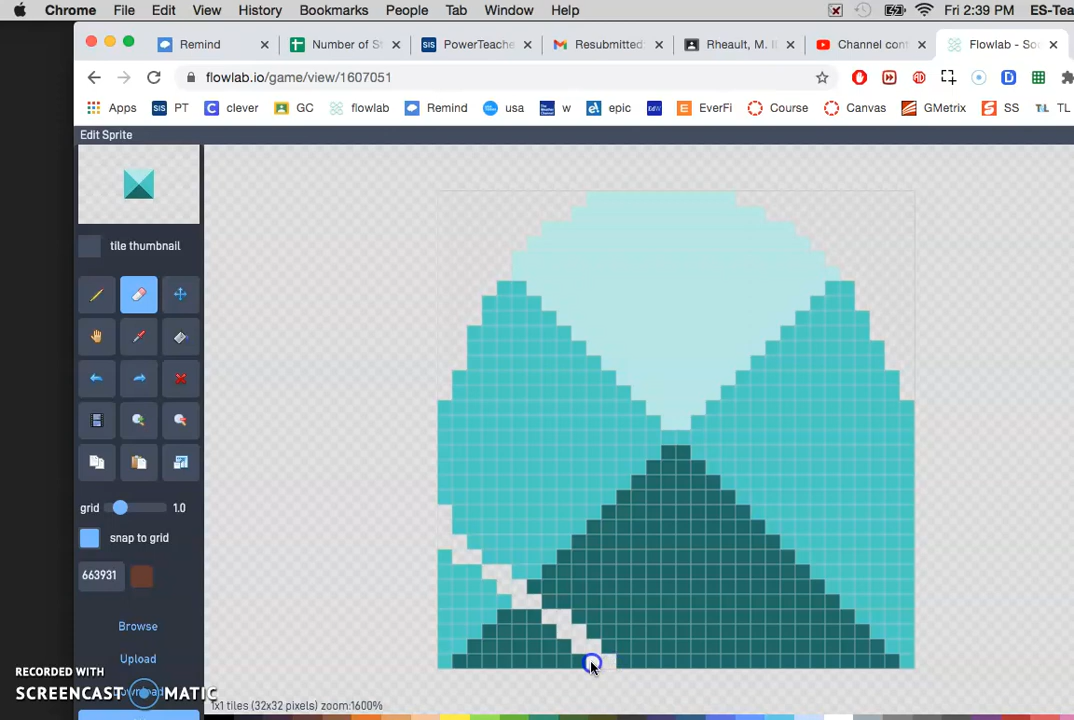 Chrome File Edit View History Bookmarks People Tab Window Help Fri 2:39 PM ES-Tea
Remind Number of S PowerTeache Resubmitted Rheault, M. I Channel con Flowlab - Soc
flowlab.io/game/view/1607051
Apps PT clever GC flowlab Remind usa w epic EverFi Course Canvas GMetrix SS TL
Edit Sprite
tile thumbnail
grid 1.0
snap to grid
663931
Browse
Upload
RECORDED WITH
SCREENCAST MATIC
1x1 tiles (32x32 pixels) zoom:1600%